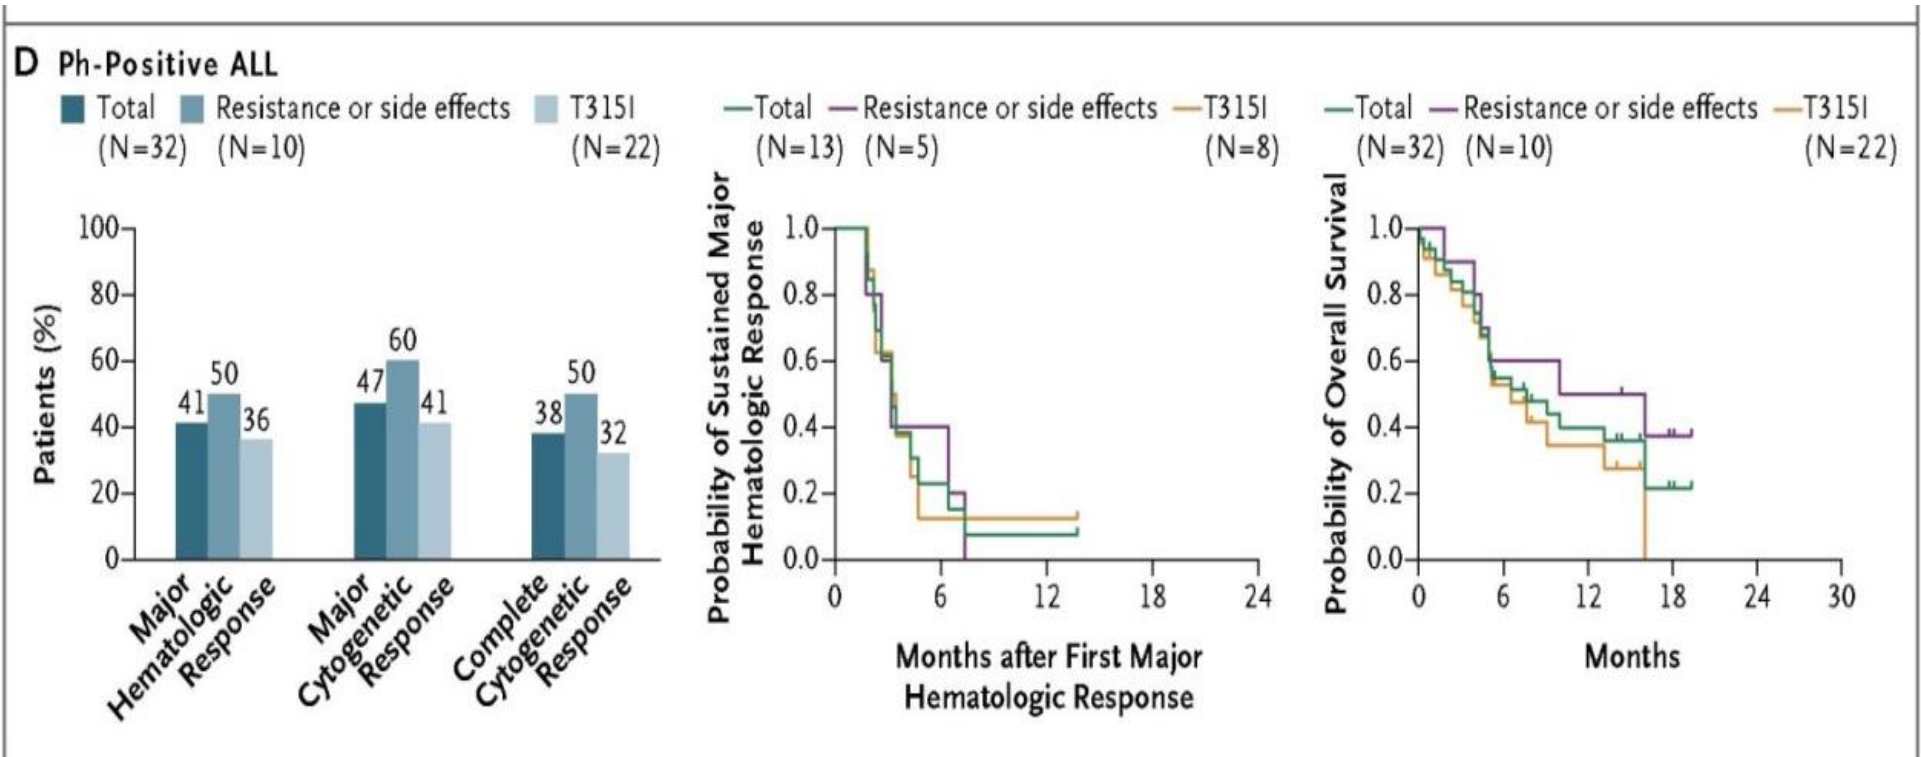 D Ph-Positive ALL
Total Resistance or side effects T315I
(N=32) (N=10) (N=22)
Patients (%)
100
80
60
40
20
0
41 50 36
47 60 41
38 50 32
Major
Hematologic
Response
Major
Cytogenetic
Response
Complete
Cytogenetic
Response
Total Resistance or side effects T315I
(N=13) (N=5) (N=8)
Probability of Sustained Major
Hematologic Response
1.0
0.8
0.6
0.4
0.2
0.0
0 6 12 18 24
Months after First Major
Hematologic Response
Total Resistance or side effects T315I
(N=32) (N=10) (N=22)
Probability of Overall Survival
1.0
0.8
0.6
0.4
0.2
0.0
0 6 12 18 24 30
Months